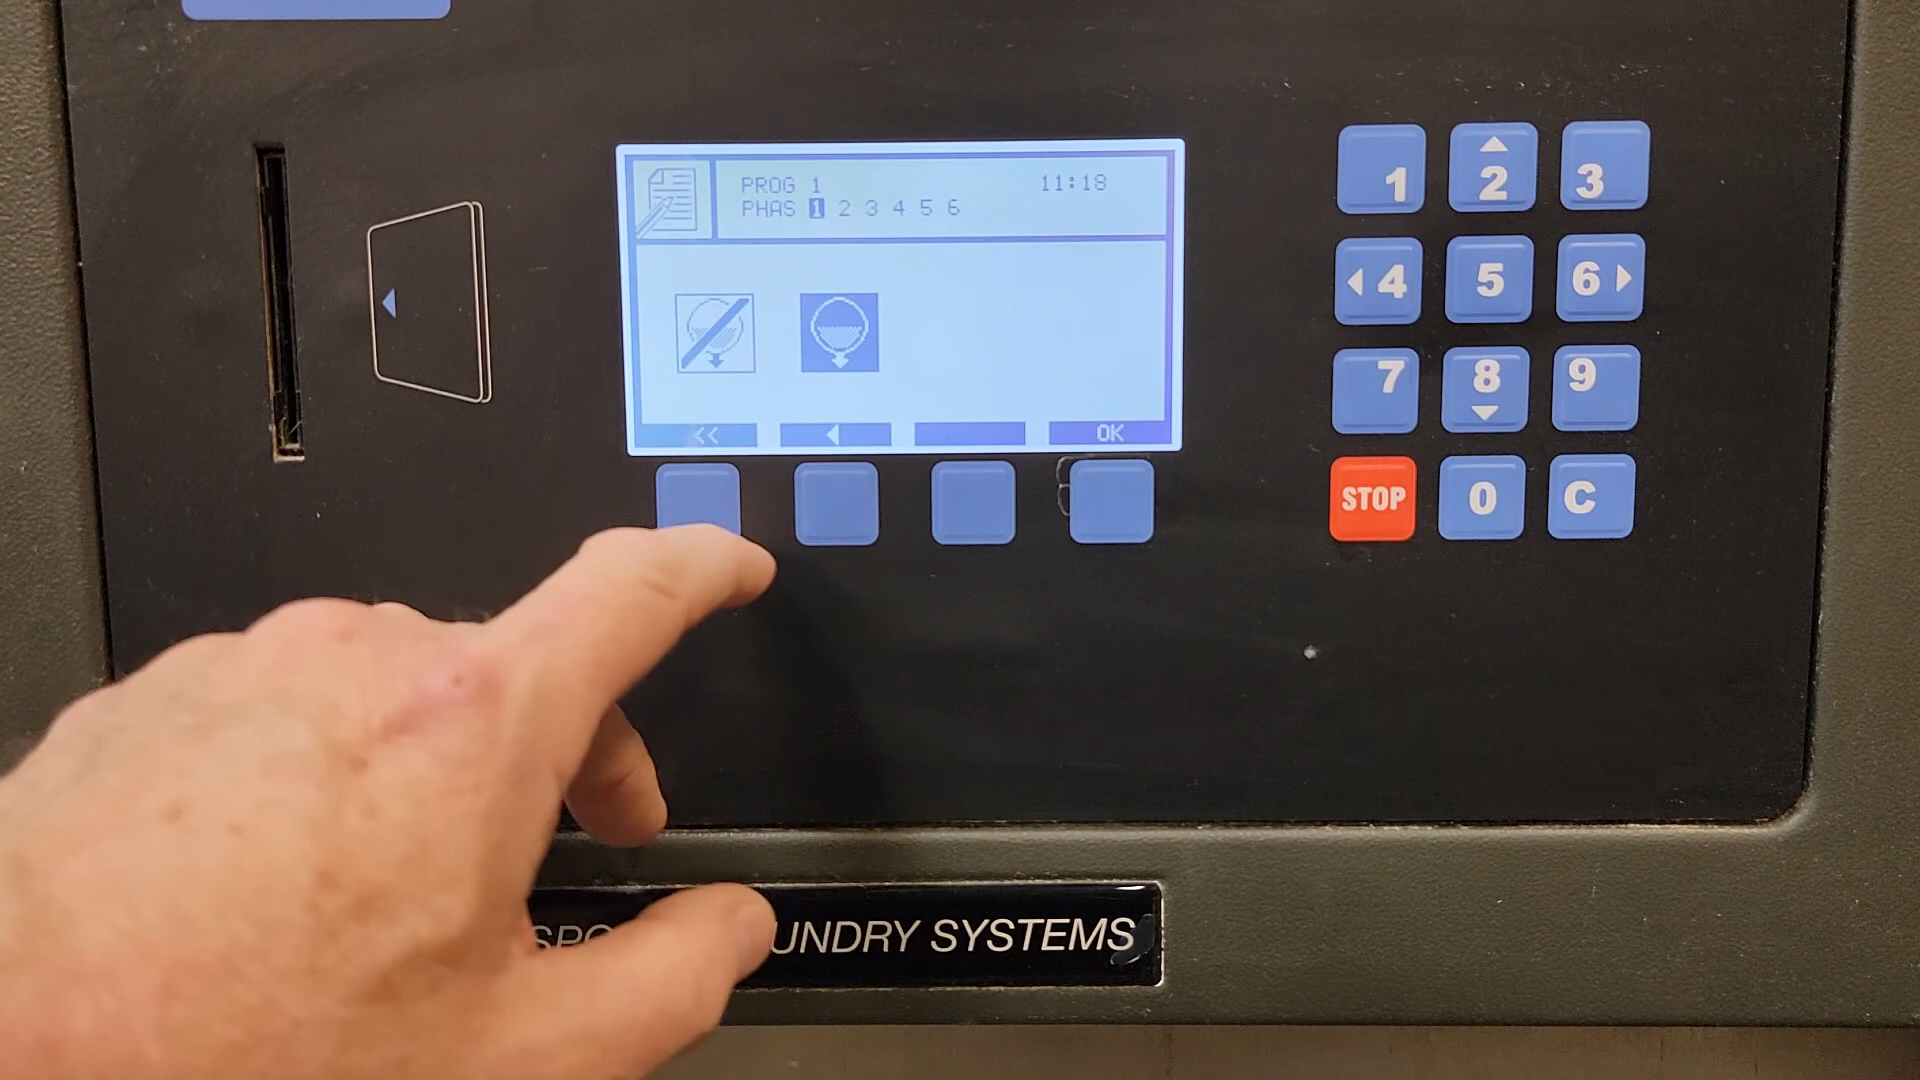 PROG 1 11:18
PHAS 1 2 3 4 5 6
<< OK
1 2 3
4 5 6
7 8 9
STOP 0 C
SYSTEMS